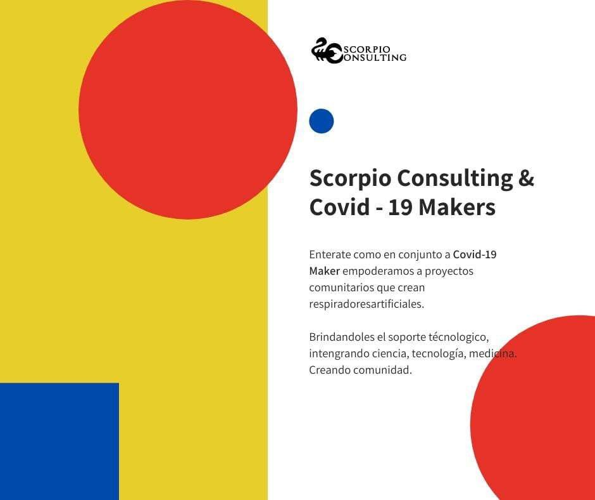 SCORPIO
CONSULTING
Scorpio Consulting &
Covid - 19 Makers
Enterate como en conjunto a Covid-19
Maker empoderamos a proyectos
comunitarios que crean
respiradoresartificiales.
Brindandoles el soporte técnologico,
intengrando ciencia, tecnología, medicina.
Creando comunidad.